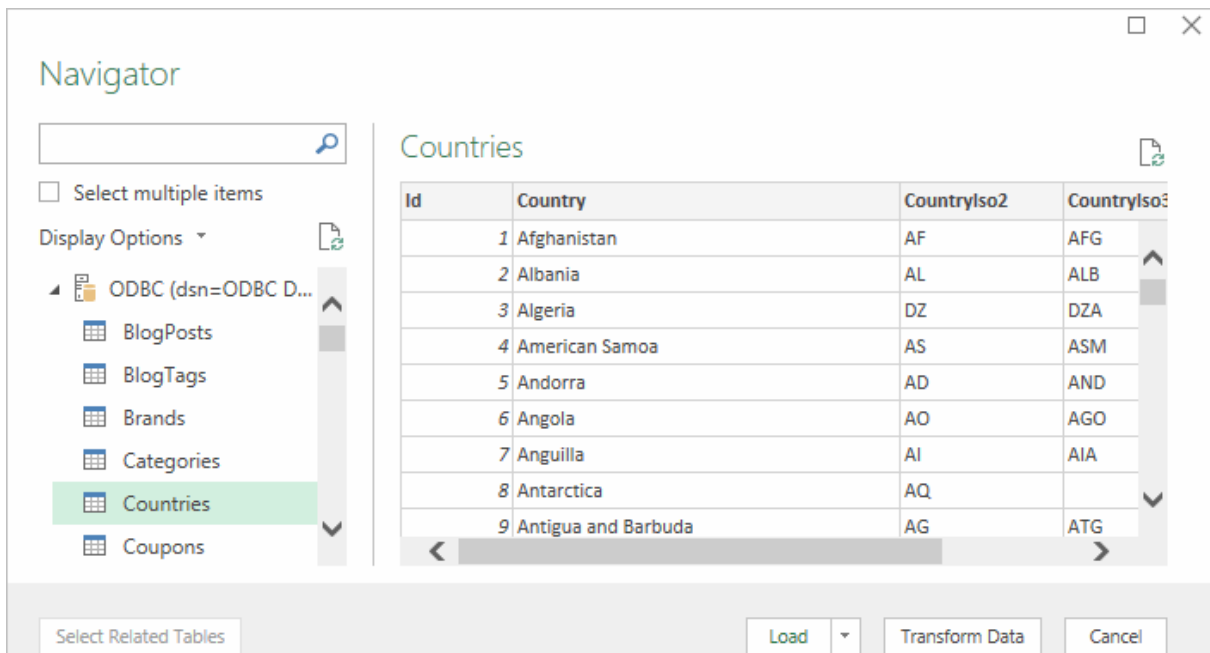 Navigator
Select multiple items
Display Options
ODBC (dsn=ODBC D...
BlogPosts
BlogTags
Brands
Categories
Countries
Coupons
Countries
Id Country CountryIso2 CountryIso3
1 Afghanistan AF AFG
2 Albania AL ALB
3 Algeria DZ DZA
4 American Samoa AS ASM
5 Andorra AD AND
6 Angola AO AGO
7 Anguilla AI AIA
8 Antarctica AQ
9 Antigua and Barbuda AG ATG
Select Related Tables Load Transform Data Cancel